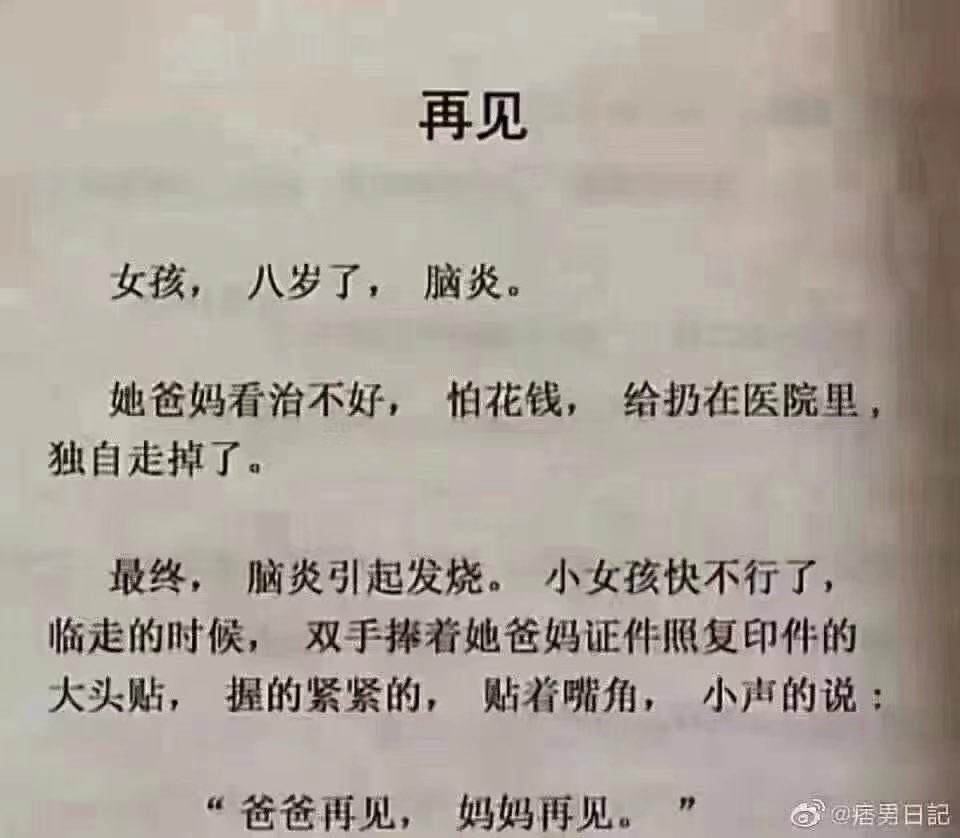 再见
女孩， 八岁了， 脑炎。
她爸妈看治不好， 怕花钱， 给扔在医院里，
独自走掉了。
最终， 脑炎引起发烧。 小女孩快不行了，
临走的时候， 双手捧着她爸妈证件照复印件的
大头贴， 握的紧紧的， 贴着嘴角， 小声的说：
“爸爸再见， 妈妈再见。”
@痞男日記